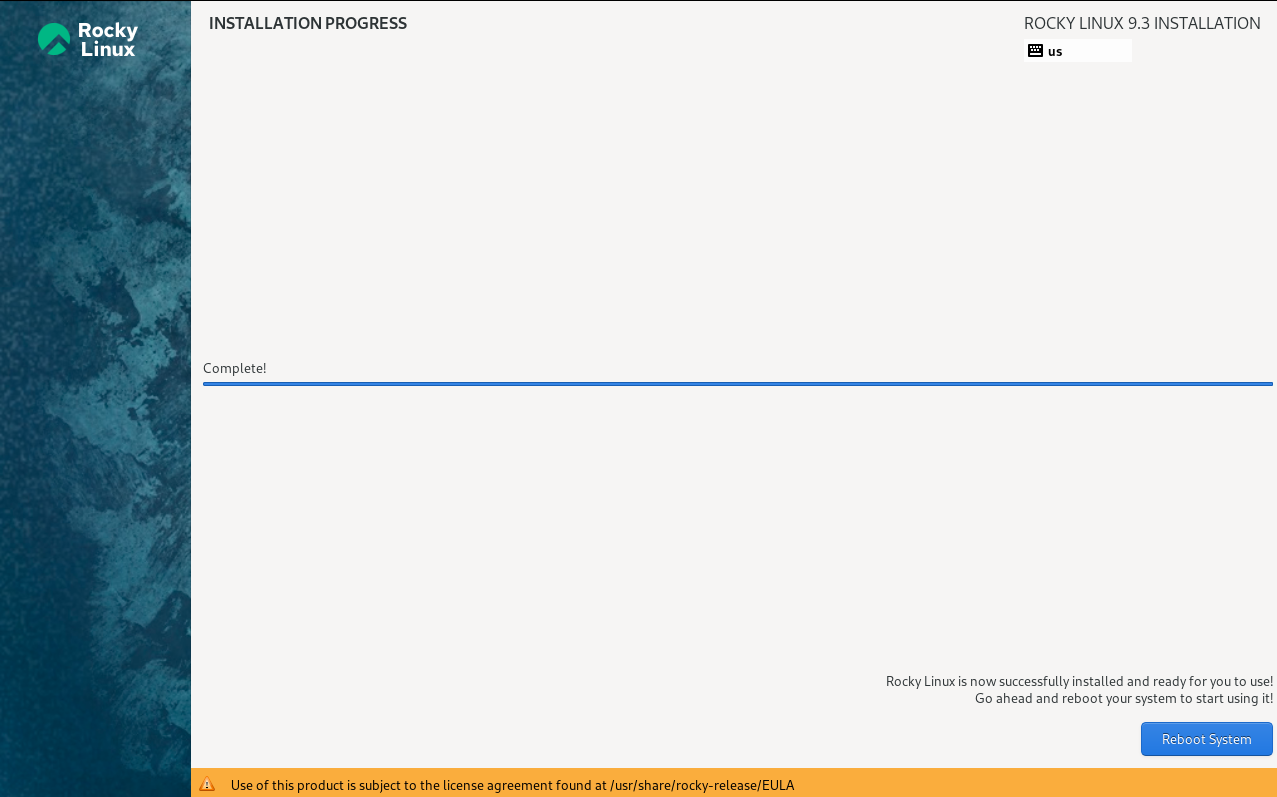 Rocky
Linux
INSTALLATION PROGRESS
ROCKY LINUX 9.3 INSTALLATION
us
Complete!
Rocky Linux is now successfully installed and ready for you to use!
Go ahead and reboot your system to start using it!
Reboot System
Use of this product is subject to the license agreement found at /usr/share/rocky-release/EULA